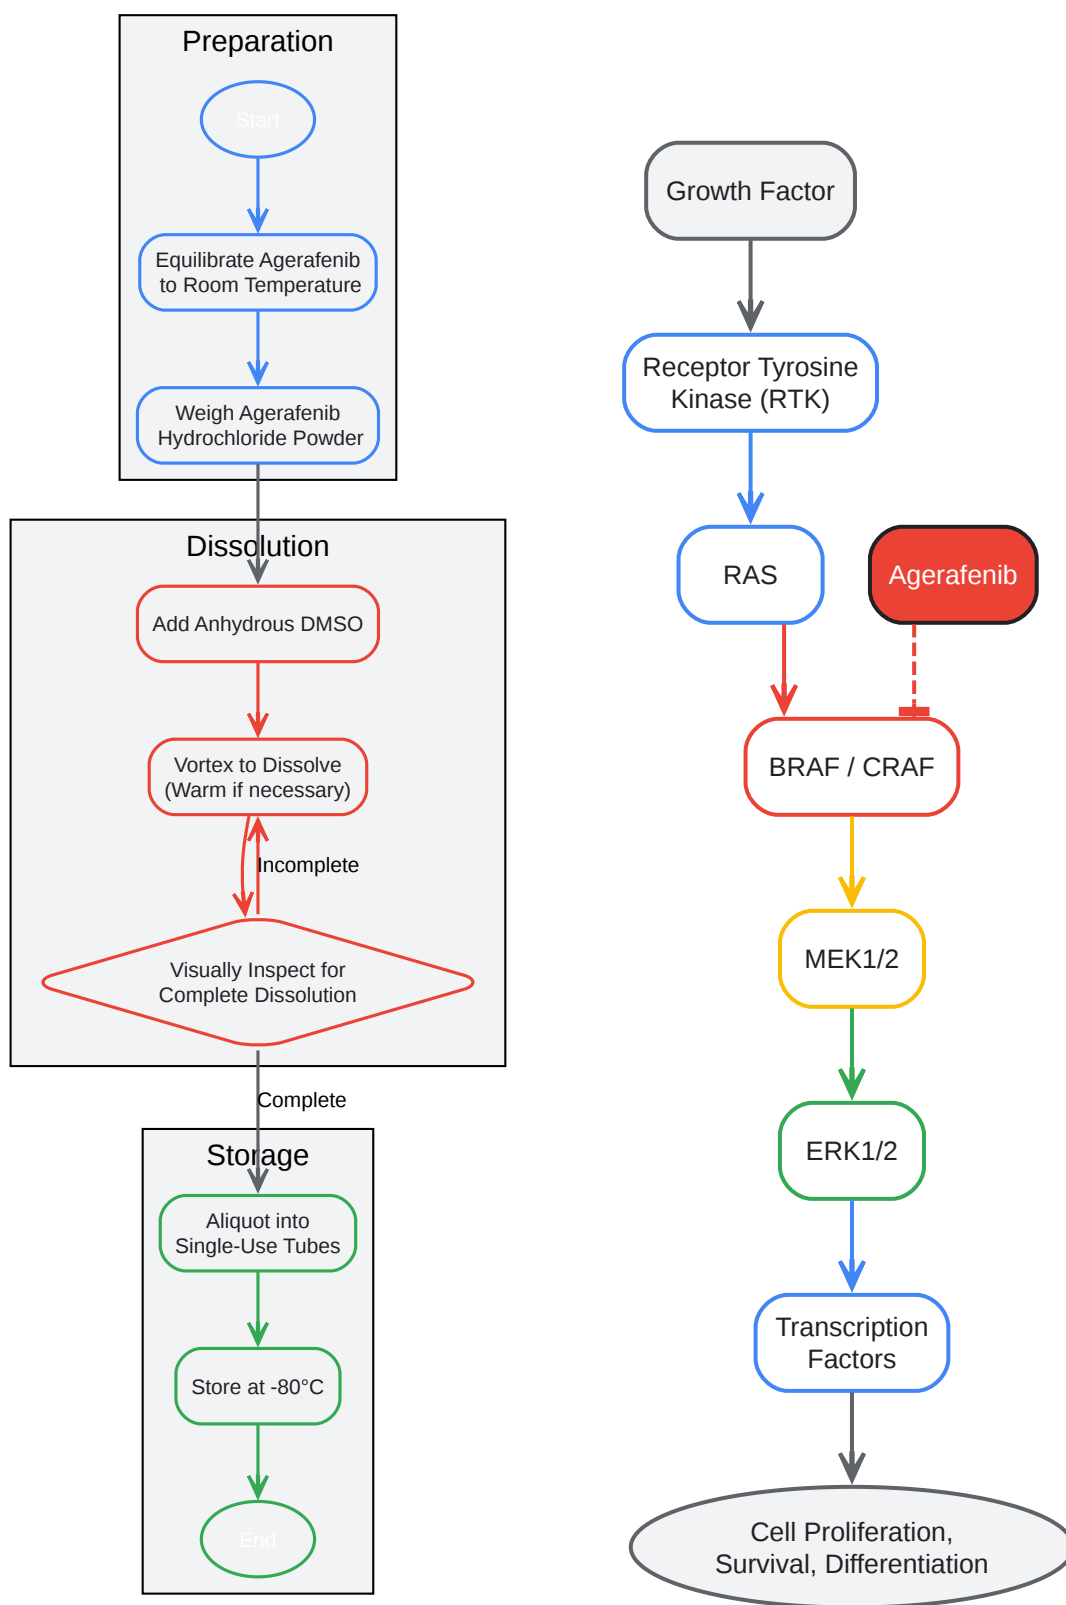 Preparation
Start
Equilibrate Agerafenib
to Room Temperature
Weigh Agerafenib
Hydrochloride Powder
Dissolution
Add Anhydrous DMSO
Vortex to Dissolve
(Warm if necessary)
Incomplete
Visually Inspect for
Complete Dissolution
Complete
Storage
Aliquot into
Single-Use Tubes
Store at -80°C
End
Growth Factor
Receptor Tyrosine
Kinase (RTK)
RAS
Agerafenib
BRAF / CRAF
MEK1/2
ERK1/2
Transcription
Factors
Cell Proliferation,
Survival, Differentiation